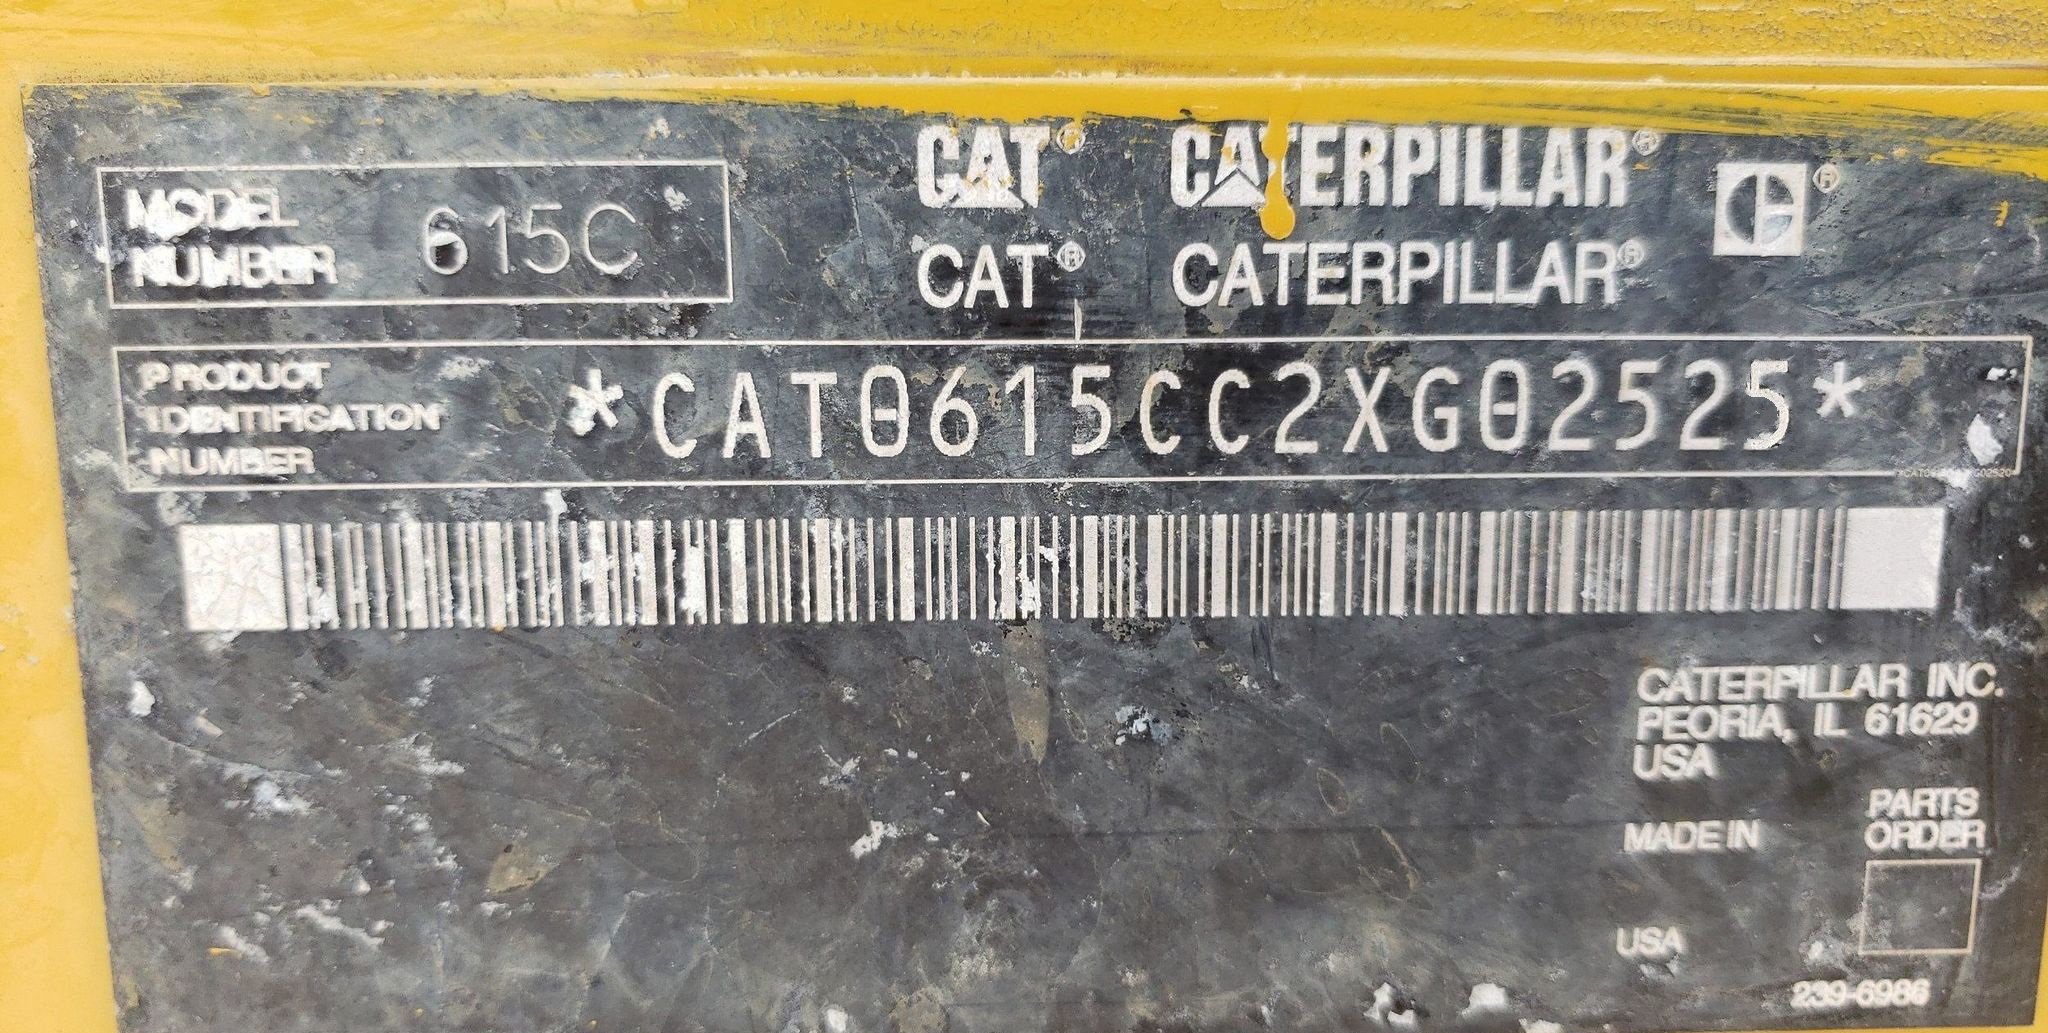 CAT® CATERPILLAR®
MODEL
NUMBER 615C
CAT® CATERPILLAR®
PRODUCT
IDENTIFICATION
NUMBER
*CAT0615CC2XG02525*
CATERPILLAR INC.
PEORIA, IL 61629
USA
MADE IN
PARTS
ORDER
USA
239-6986